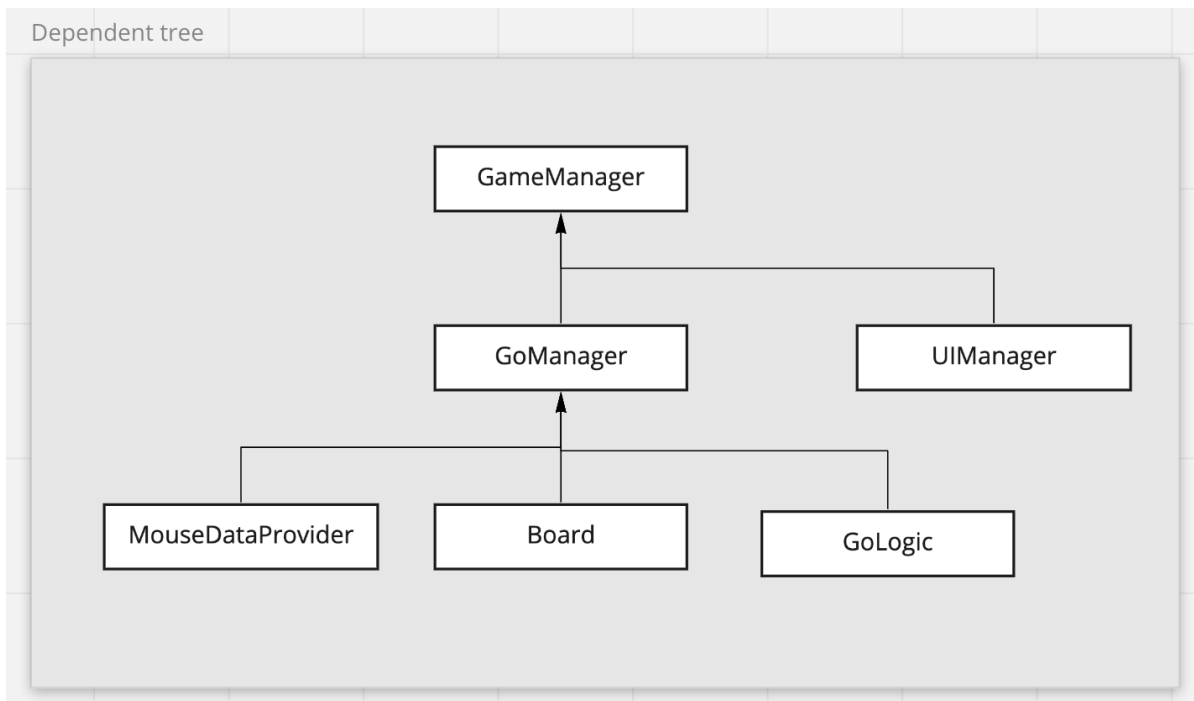 Dependent tree
GameManager
GoManager
UIManager
MouseDataProvider
Board
GoLogic